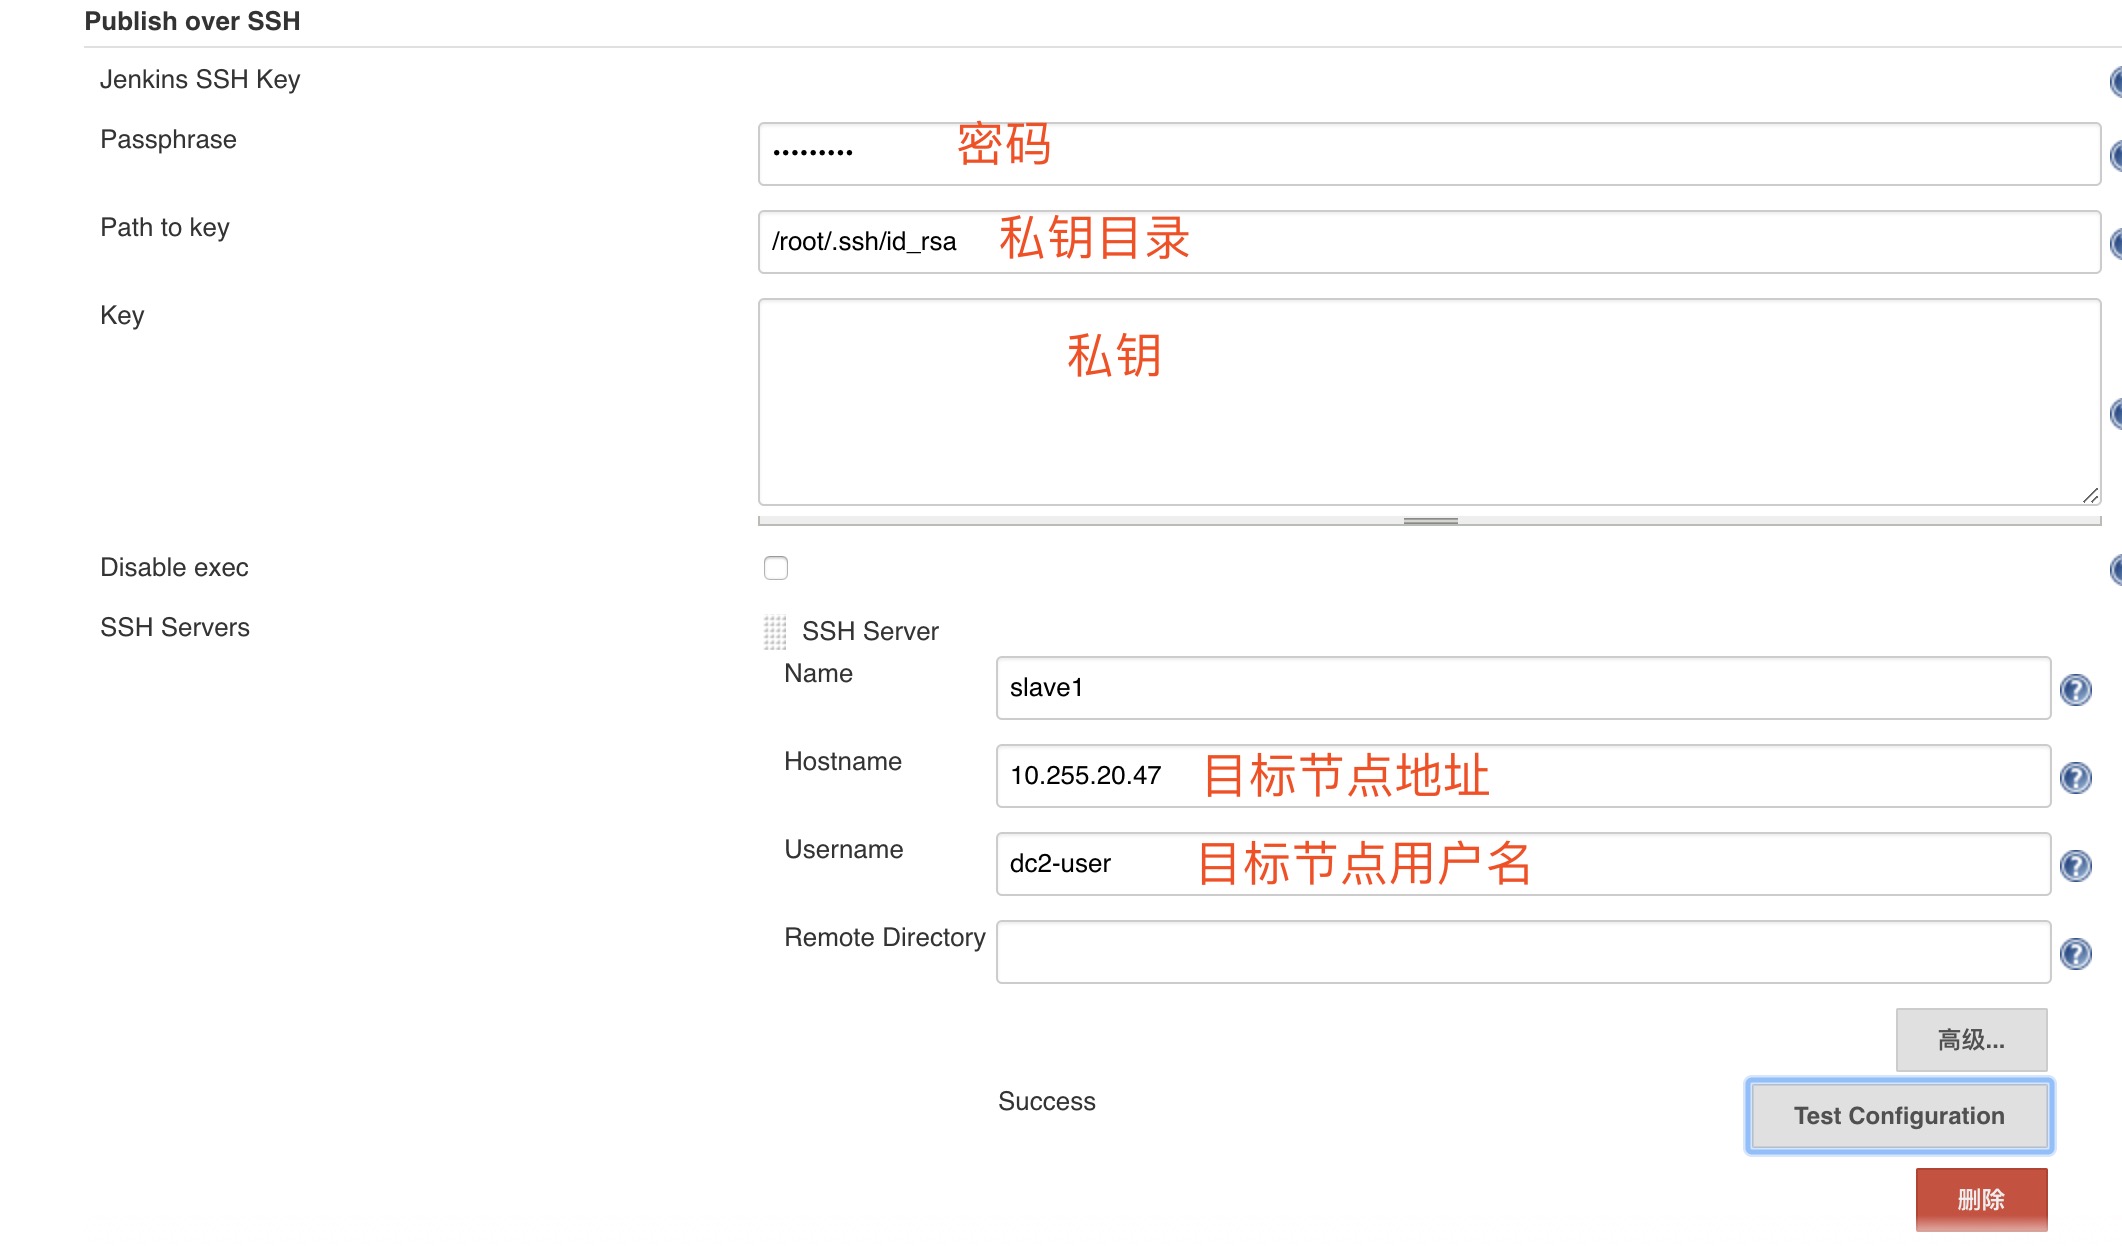 Publish over SSH
Jenkins SSH Key
Passphrase ••••••••• 密码
Path to key /root/.ssh/id_rsa 私钥目录
Key 私钥
Disable exec
SSH Servers SSH Server
Name slave1
Hostname 10.255.20.47 目标节点地址
Username dc2-user 目标节点用户名
Remote Directory
高级...
Success Test Configuration
删除